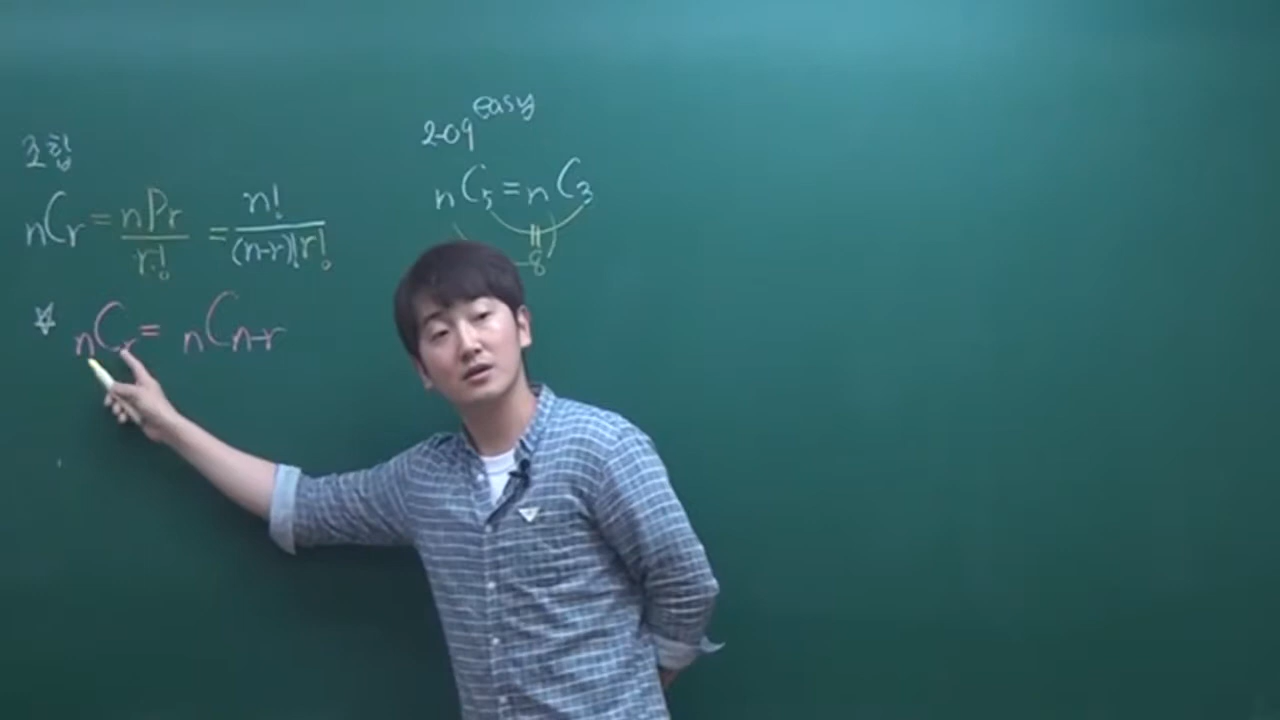 조합
nCr = nPr / r! = n! / (n-r)! r!
☆ nCr = nCn-r
2-09 easy
nC5 = nC3
8